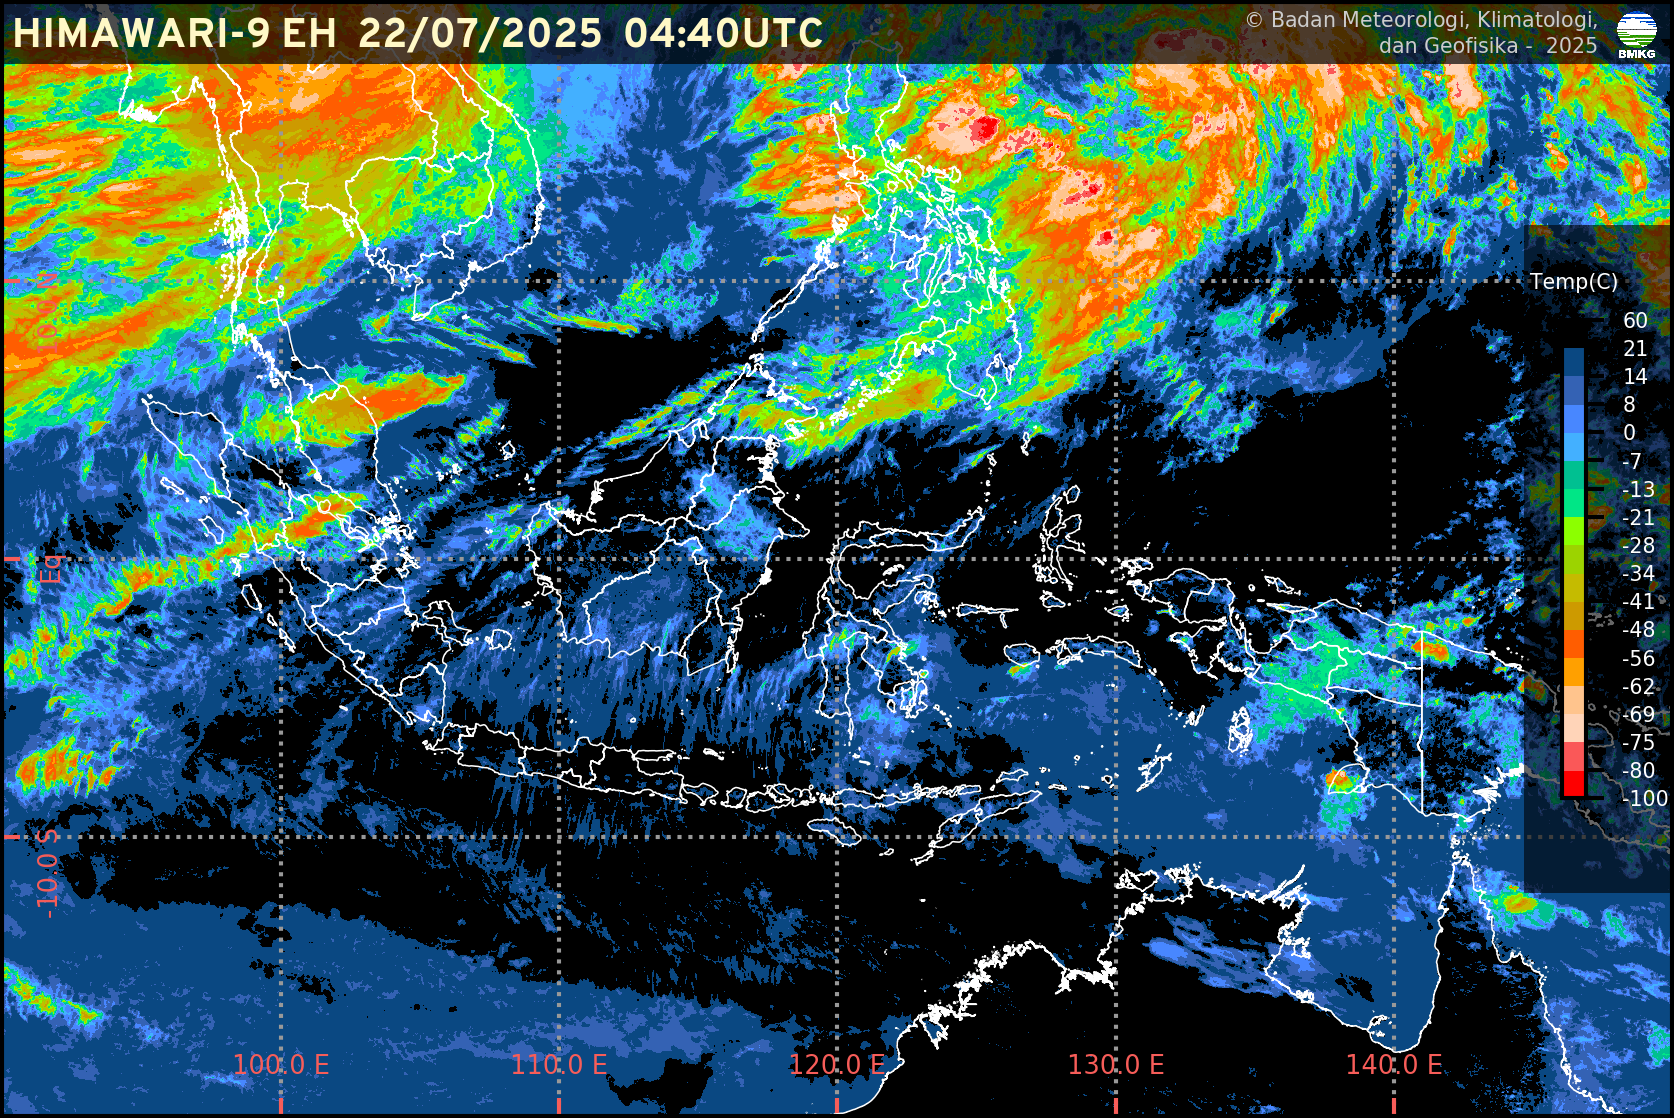 HIMAWARI-9 EH 22/07/2025 04:40UTC
© Badan Meteorologi, Klimatologi,
dan Geofisika - 2025
BMKG
Temp(C)
60
21
14
8
0
-7
-13
-21
-28
-34
-41
-48
-56
-62
-69
-75
-80
-100
N
Eq
-10.0 S
100.0 E
110.0 E
120.0 E
130.0 E
140.0 E